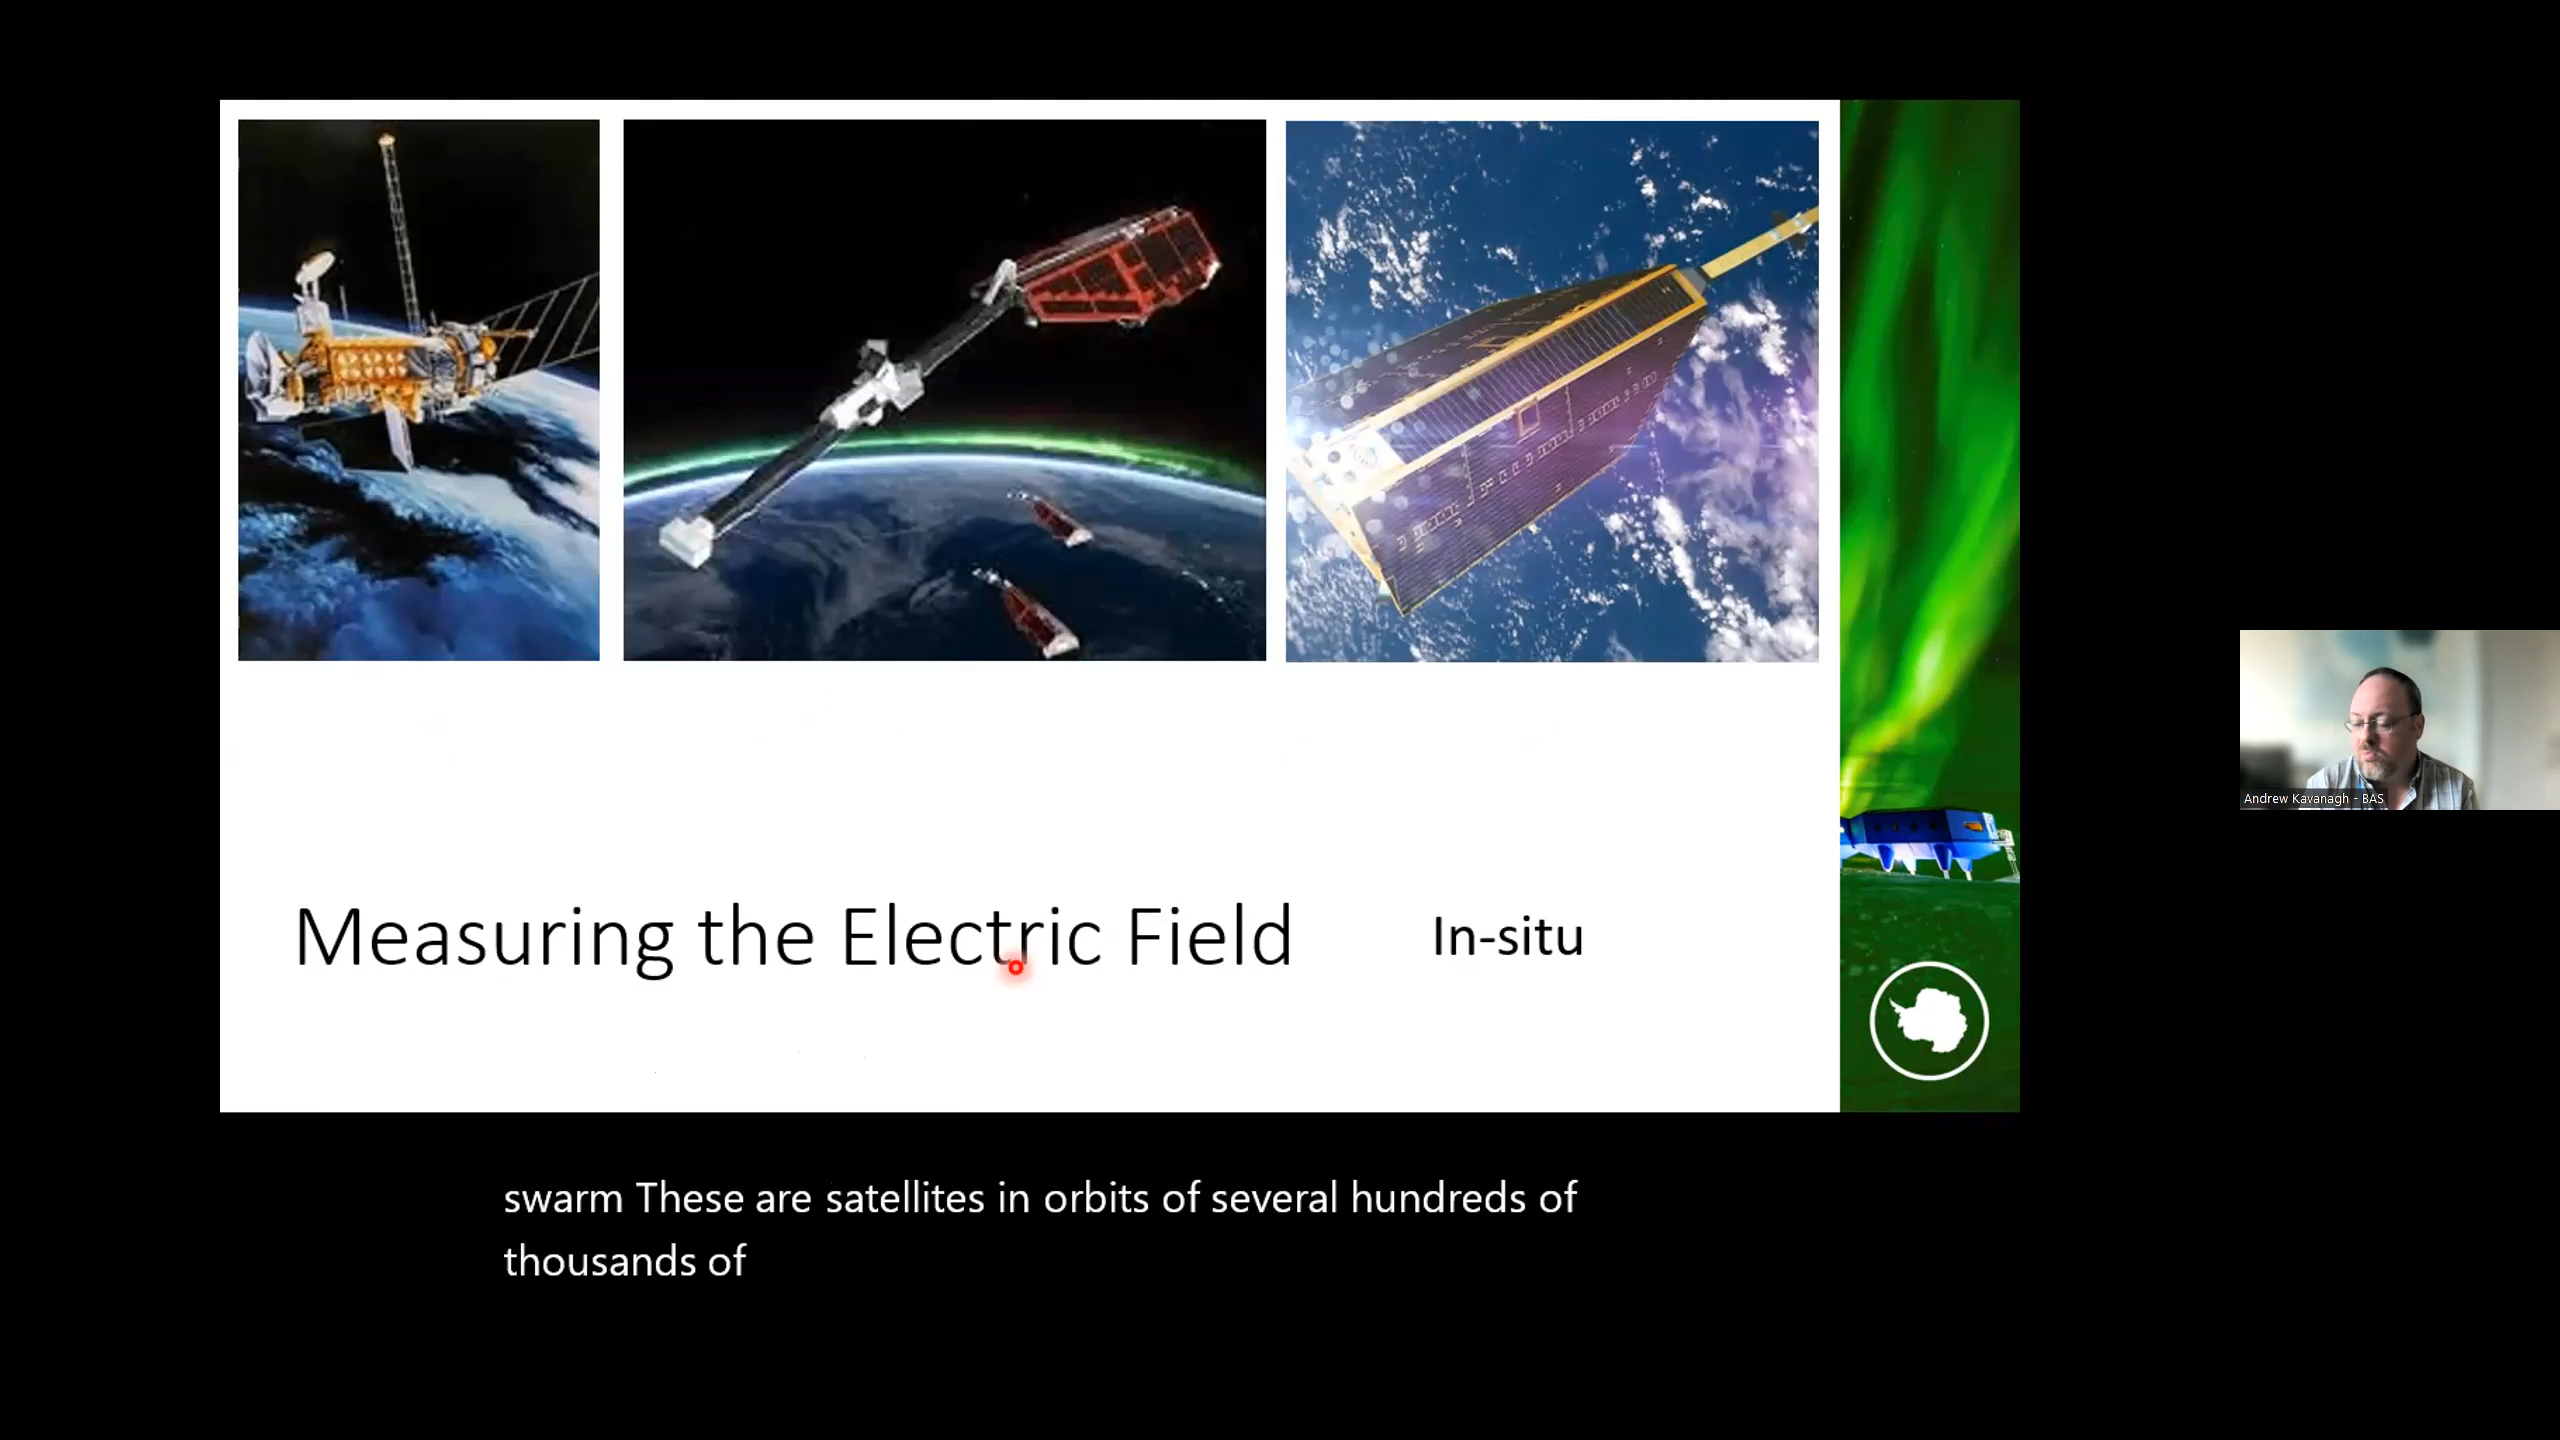 Measuring the Electric Field
In-situ
Andrew Kavanagh - BAS
swarm These are satellites in orbits of several hundreds of
thousands of